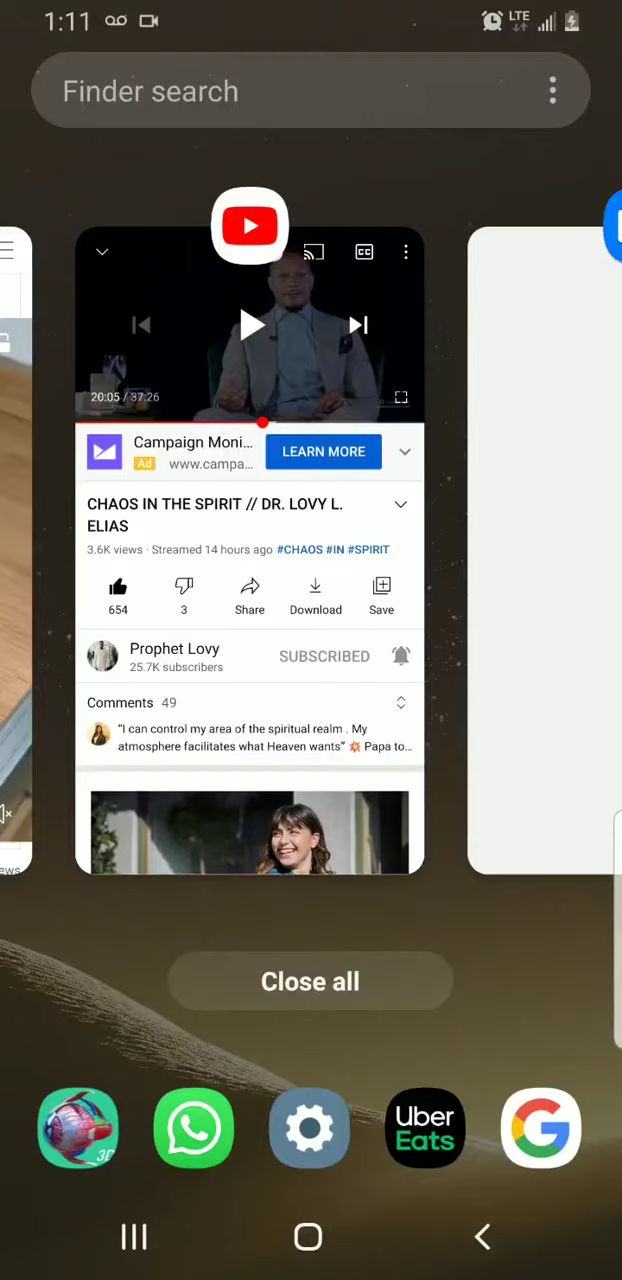 1:11
LTE
Finder search
CC
20:05 / 37:26
Campaign Moni...
LEARN MORE
Ad
www.campa...
CHAOS IN THE SPIRIT // DR. LOVY L.
ELIAS
3.6K views · Streamed 14 hours ago #CHAOS #IN #SPIRIT
654
3
Share
Download
Save
Prophet Lovy
25.7K subscribers
SUBSCRIBED
Comments 49
“I can control my area of the spiritual realm . My
atmosphere facilitates what Heaven wants” 💥 Papa to...
ews
Close all
3D
Uber
Eats
G